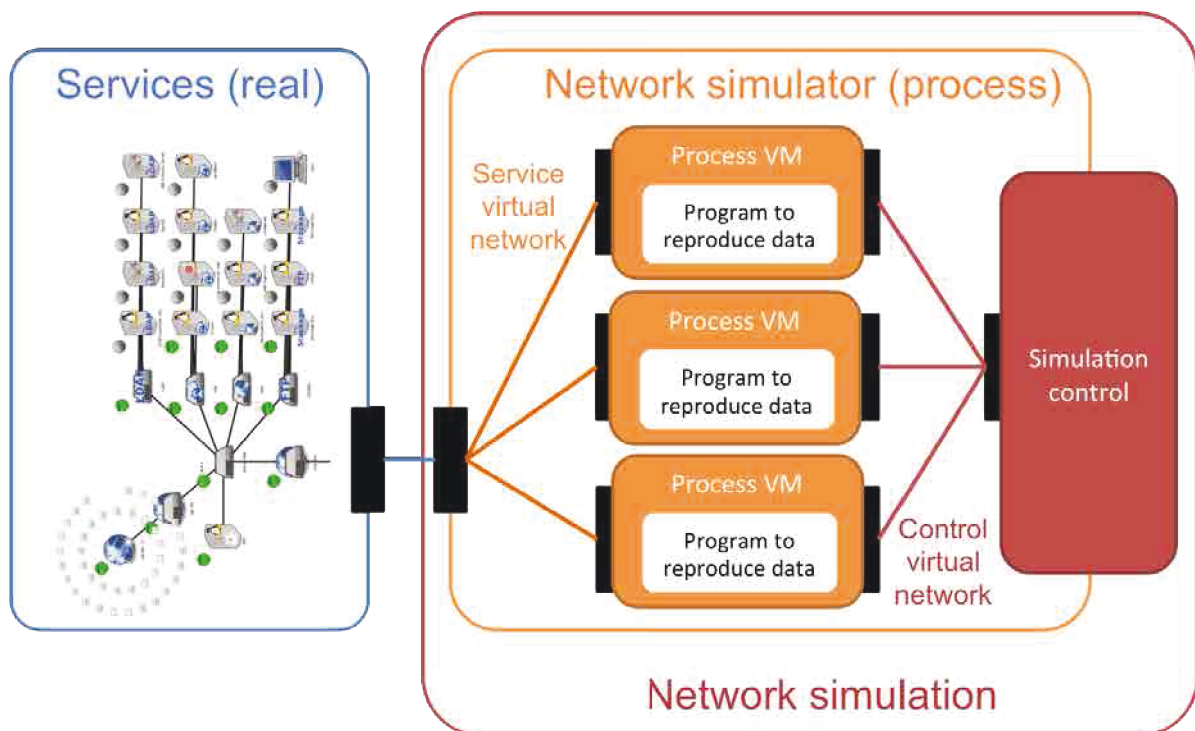 Services (real)
Network simulator (process)
Service
virtual
network
Process VM
Program to
reproduce data
Process VM
Program to
reproduce data
Process VM
Program to
reproduce data
Simulation
control
Control
virtual
network
Network simulation